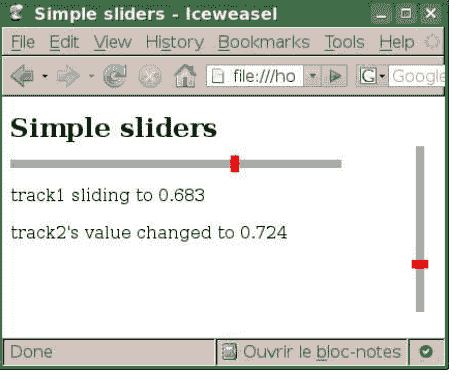 Simple sliders - Iceweasel
File Edit View History Bookmarks Tools Help
file:///ho G Google
Simple sliders
track1 sliding to 0.683
track2's value changed to 0.724
Done Ouvrir le bloc-notes